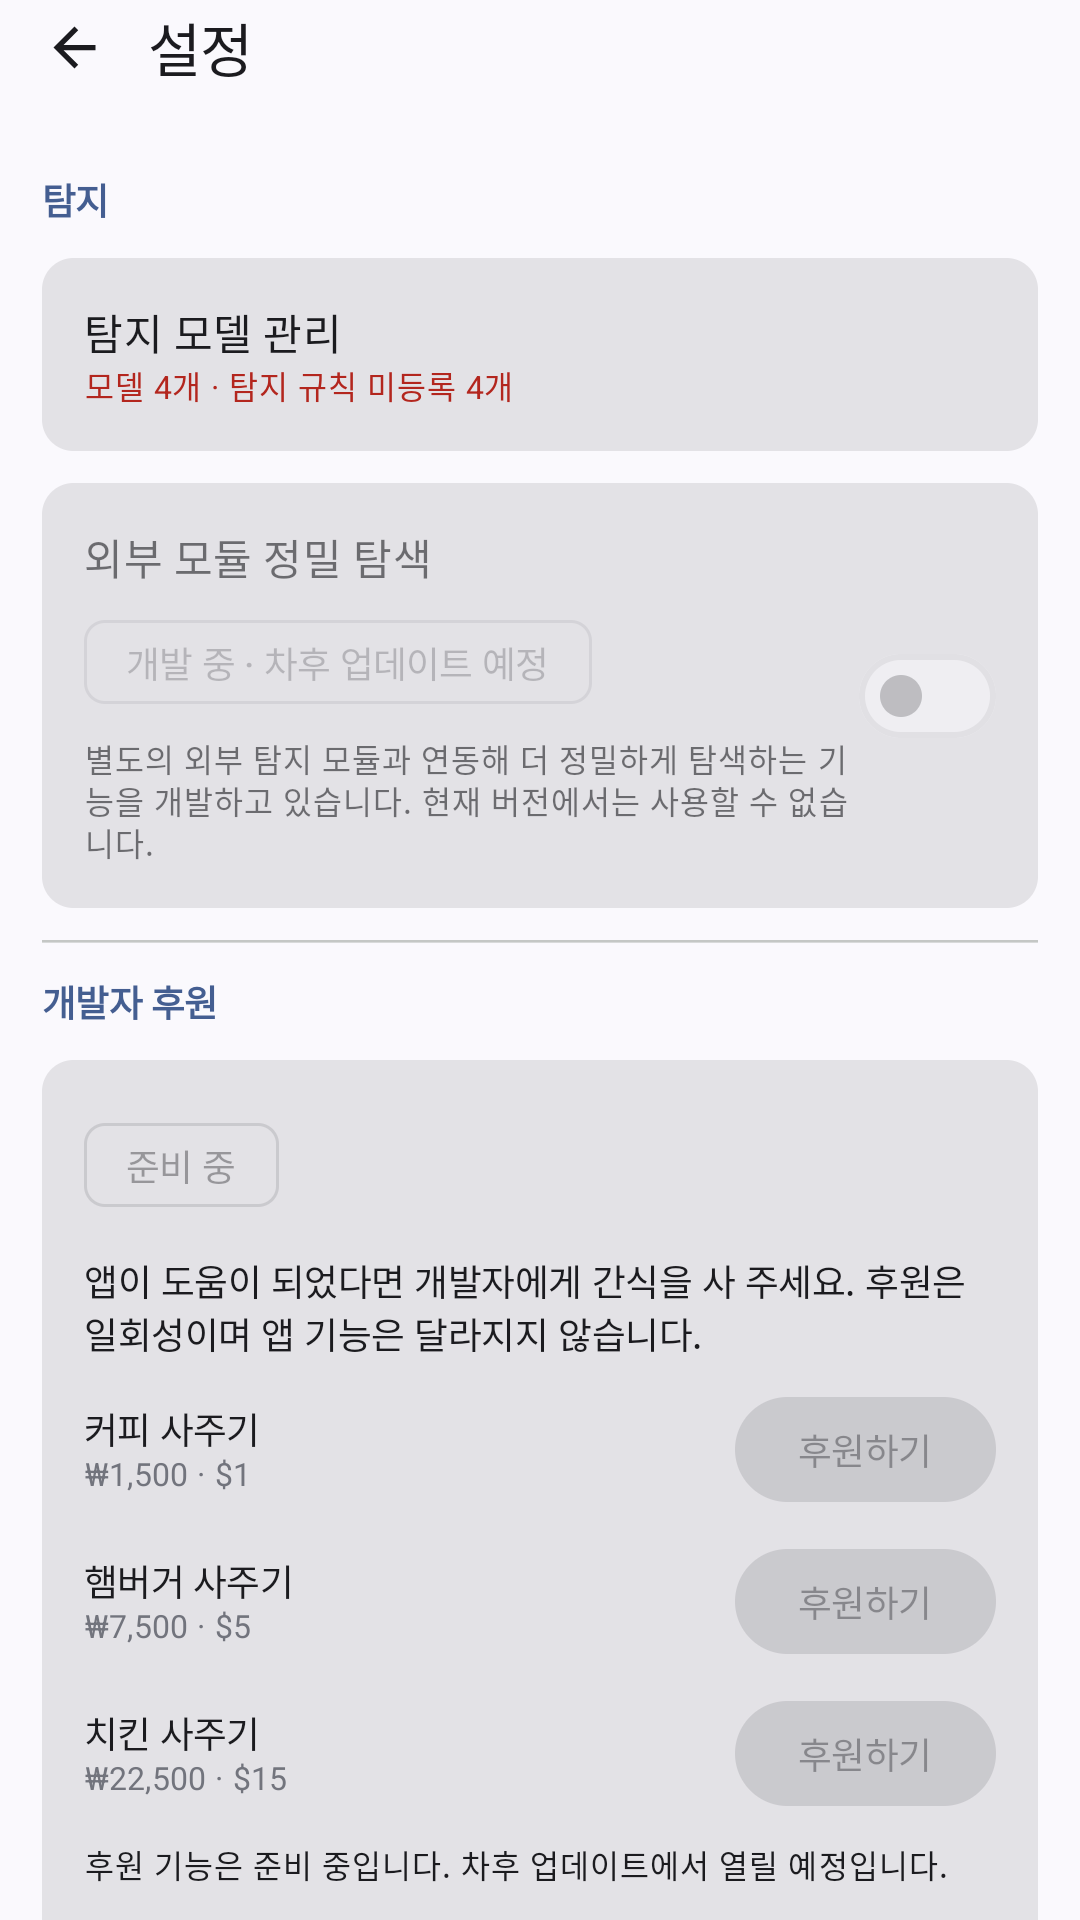 설정
탐지
탐지 모델 관리
모델 4개 · 탐지 규칙 미등록 4개
외부 모듈 정밀 탐색
개발 중 · 차후 업데이트 예정
별도의 외부 탐지 모듈과 연동해 더 정밀하게 탐색하는 기
능을 개발하고 있습니다. 현재 버전에서는 사용할 수 없습
니다.
개발자 후원
준비 중
앱이 도움이 되었다면 개발자에게 간식을 사 주세요. 후원은
일회성이며 앱 기능은 달라지지 않습니다.
커피 사주기
₩1,500 · $1
후원하기
햄버거 사주기
₩7,500 · $5
후원하기
치킨 사주기
₩22,500 · $15
후원하기
후원 기능은 준비 중입니다. 차후 업데이트에서 열릴 예정입니다.